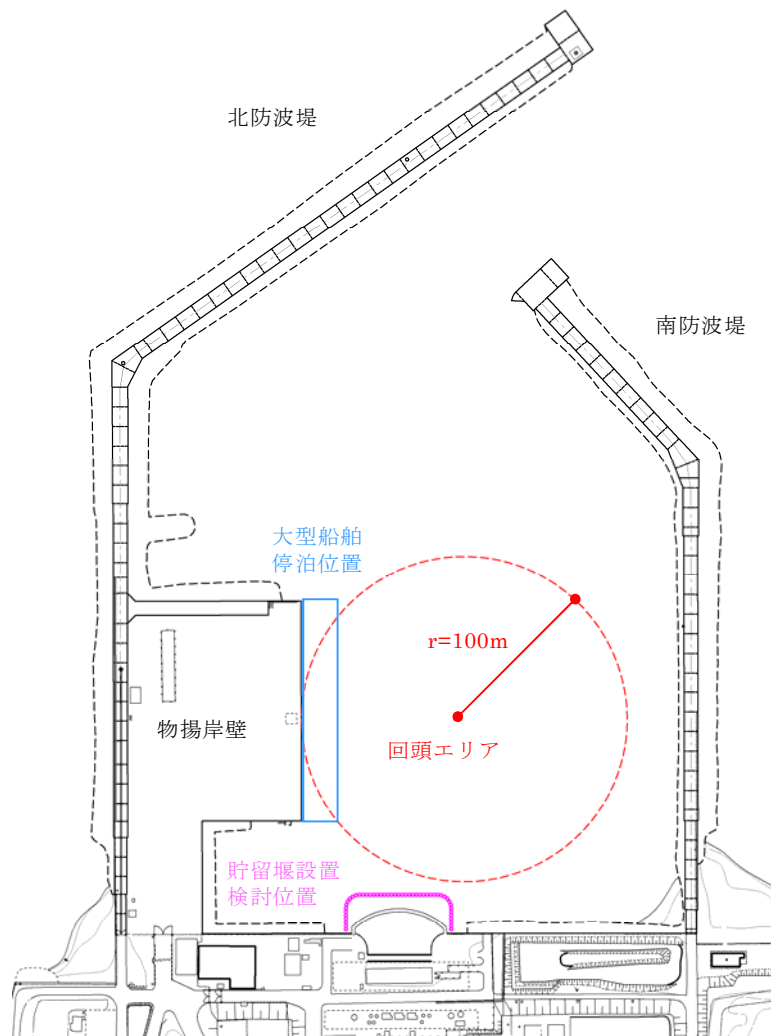 北防波堤
南防波堤
大型船舶
停泊位置
r=100m
物揚岸壁
回頭エリア
貯留堰設置
検討位置